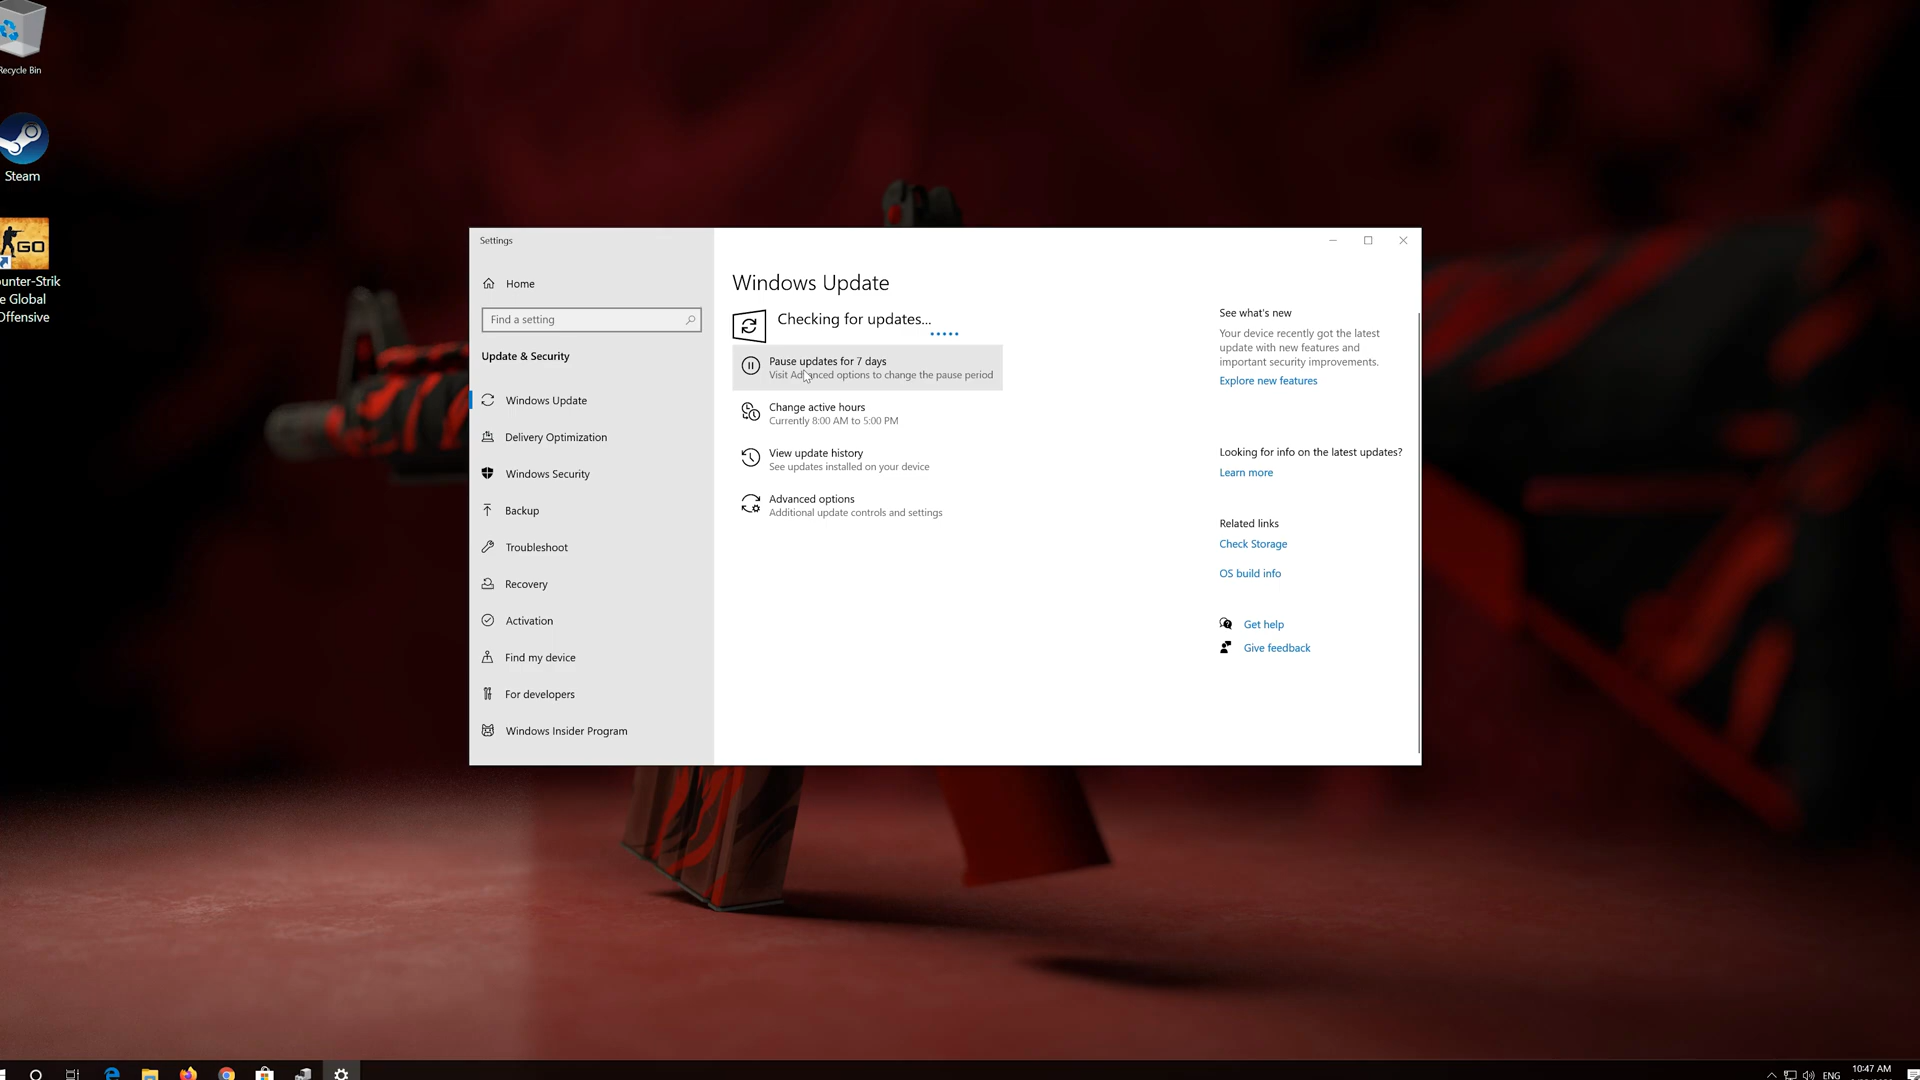 Recycle Bin
Steam
GO
unter-Strik
e Global
Offensive
Settings
Home
Find a setting
Update & Security
Windows Update
Delivery Optimization
Windows Security
Backup
Troubleshoot
Recovery
Activation
Find my device
For developers
Windows Insider Program
Windows Update
Checking for updates...
Pause updates for 7 days
Visit Advanced options to change the pause period
Change active hours
Currently 8:00 AM to 5:00 PM
View update history
See updates installed on your device
Advanced options
Additional update controls and settings
See what's new
Your device recently got the latest
update with new features and
important security improvements.
Explore new features
Looking for info on the latest updates?
Learn more
Related links
Check Storage
OS build info
Get help
Give feedback
ENG
10:47 AM